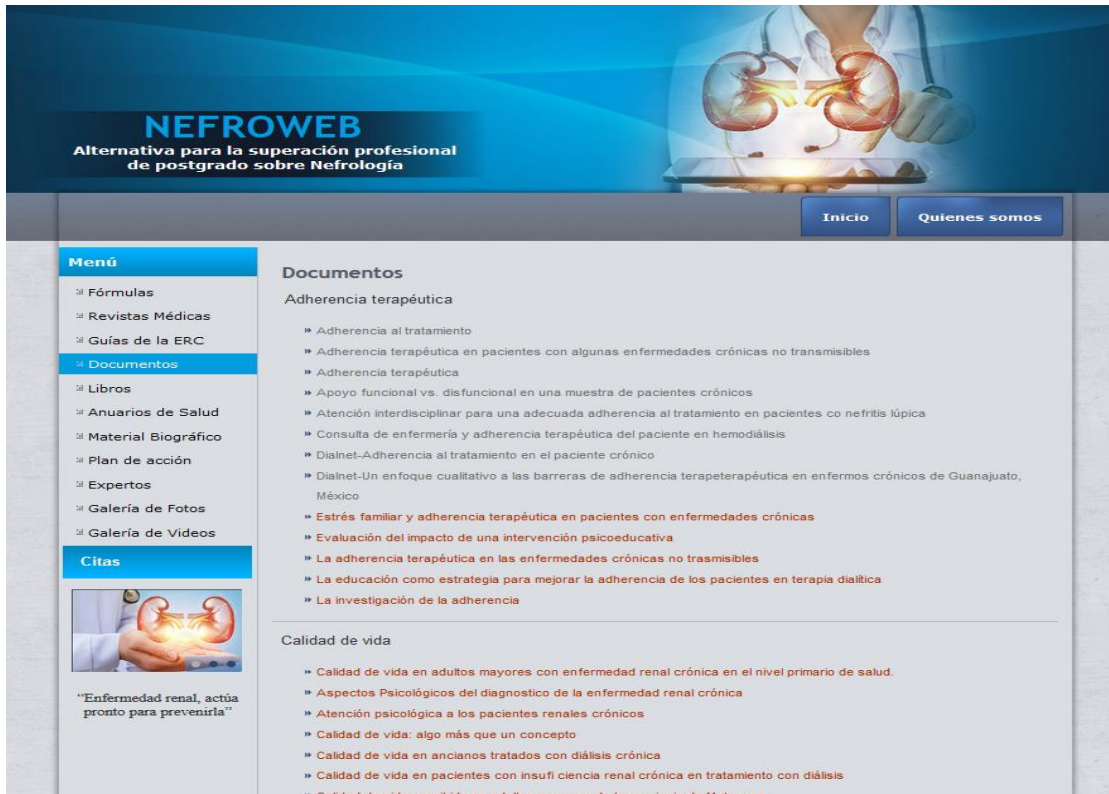 NEFROWEB
Alternativa para la superación profesional
de postgrado sobre Nefrología
Inicio
Quienes somos
Menú
Fórmulas
Revistas Médicas
Guías de la ERC
Documentos
Libros
Anuarios de Salud
Material Biográfico
Plan de acción
Expertos
Galería de Fotos
Galería de Videos
Citas
"Enfermedad renal, actúa
pronto para prevenirla"
Documentos
Adherencia terapéutica
Adherencia al tratamiento
Adherencia terapéutica en pacientes con algunas enfermedades crónicas no transmisibles
Adherencia terapéutica
Apoyo funcional vs. disfuncional en una muestra de pacientes crónicos
Atención interdisciplinar para una adecuada adherencia al tratamiento en pacientes co nefritis lúpica
Consulta de enfermería y adherencia terapéutica del paciente en hemodiálisis
Dialnet-Adherencia al tratamiento en el paciente crónico
Dialnet-Un enfoque cualitativo a las barreras de adherencia terapeterapéutica en enfermos crónicos de Guanajuato,
México
Estrés familiar y adherencia terapéutica en pacientes con enfermedades crónicas
Evaluación del impacto de una intervención psicoeducativa
La adherencia terapéutica en las enfermedades crónicas no trasmisibles
La educación como estrategia para mejorar la adherencia de los pacientes en terapia dialítica
La investigación de la adherencia
Calidad de vida
Calidad de vida en adultos mayores con enfermedad renal crónica en el nivel primario de salud.
Aspectos Psicológicos del diagnostico de la enfermedad renal crónica
Atención psicológica a los pacientes renales crónicos
Calidad de vida: algo más que un concepto
Calidad de vida en ancianos tratados con diálisis crónica
Calidad de vida en pacientes con insufi ciencia renal crónica en tratamiento con diálisis